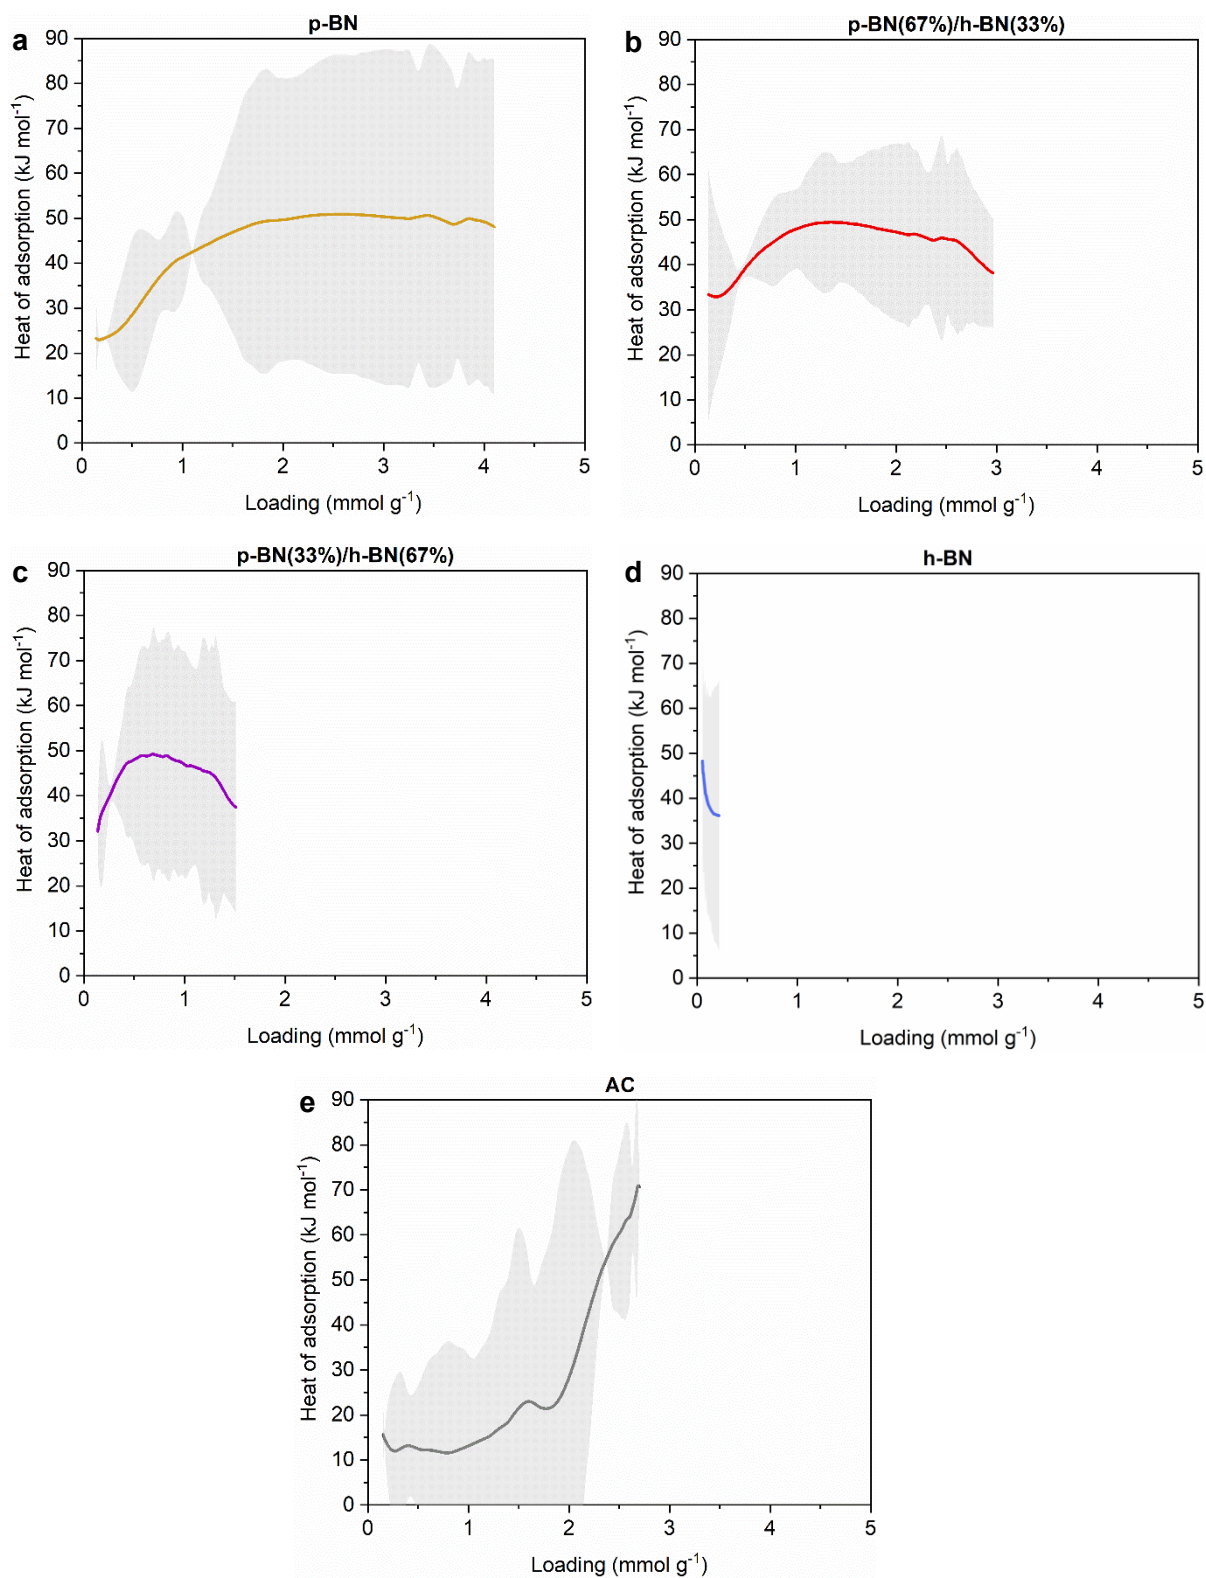 a
p-BN
90
80
70
60
50
40
30
20
10
0
Heat of adsorption (kJ mol⁻¹)
0 1 2 3 4 5
Loading (mmol g⁻¹)
b
p-BN(67%)/h-BN(33%)
90
80
70
60
50
40
30
20
10
0
Heat of adsorption (kJ mol⁻¹)
0 1 2 3 4 5
Loading (mmol g⁻¹)
c
p-BN(33%)/h-BN(67%)
90
80
70
60
50
40
30
20
10
0
Heat of adsorption (kJ mol⁻¹)
0 1 2 3 4 5
Loading (mmol g⁻¹)
d
h-BN
90
80
70
60
50
40
30
20
10
0
Heat of adsorption (kJ mol⁻¹)
0 1 2 3 4 5
Loading (mmol g⁻¹)
e
AC
90
80
70
60
50
40
30
20
10
0
Heat of adsorption (kJ mol⁻¹)
0 1 2 3 4 5
Loading (mmol g⁻¹)